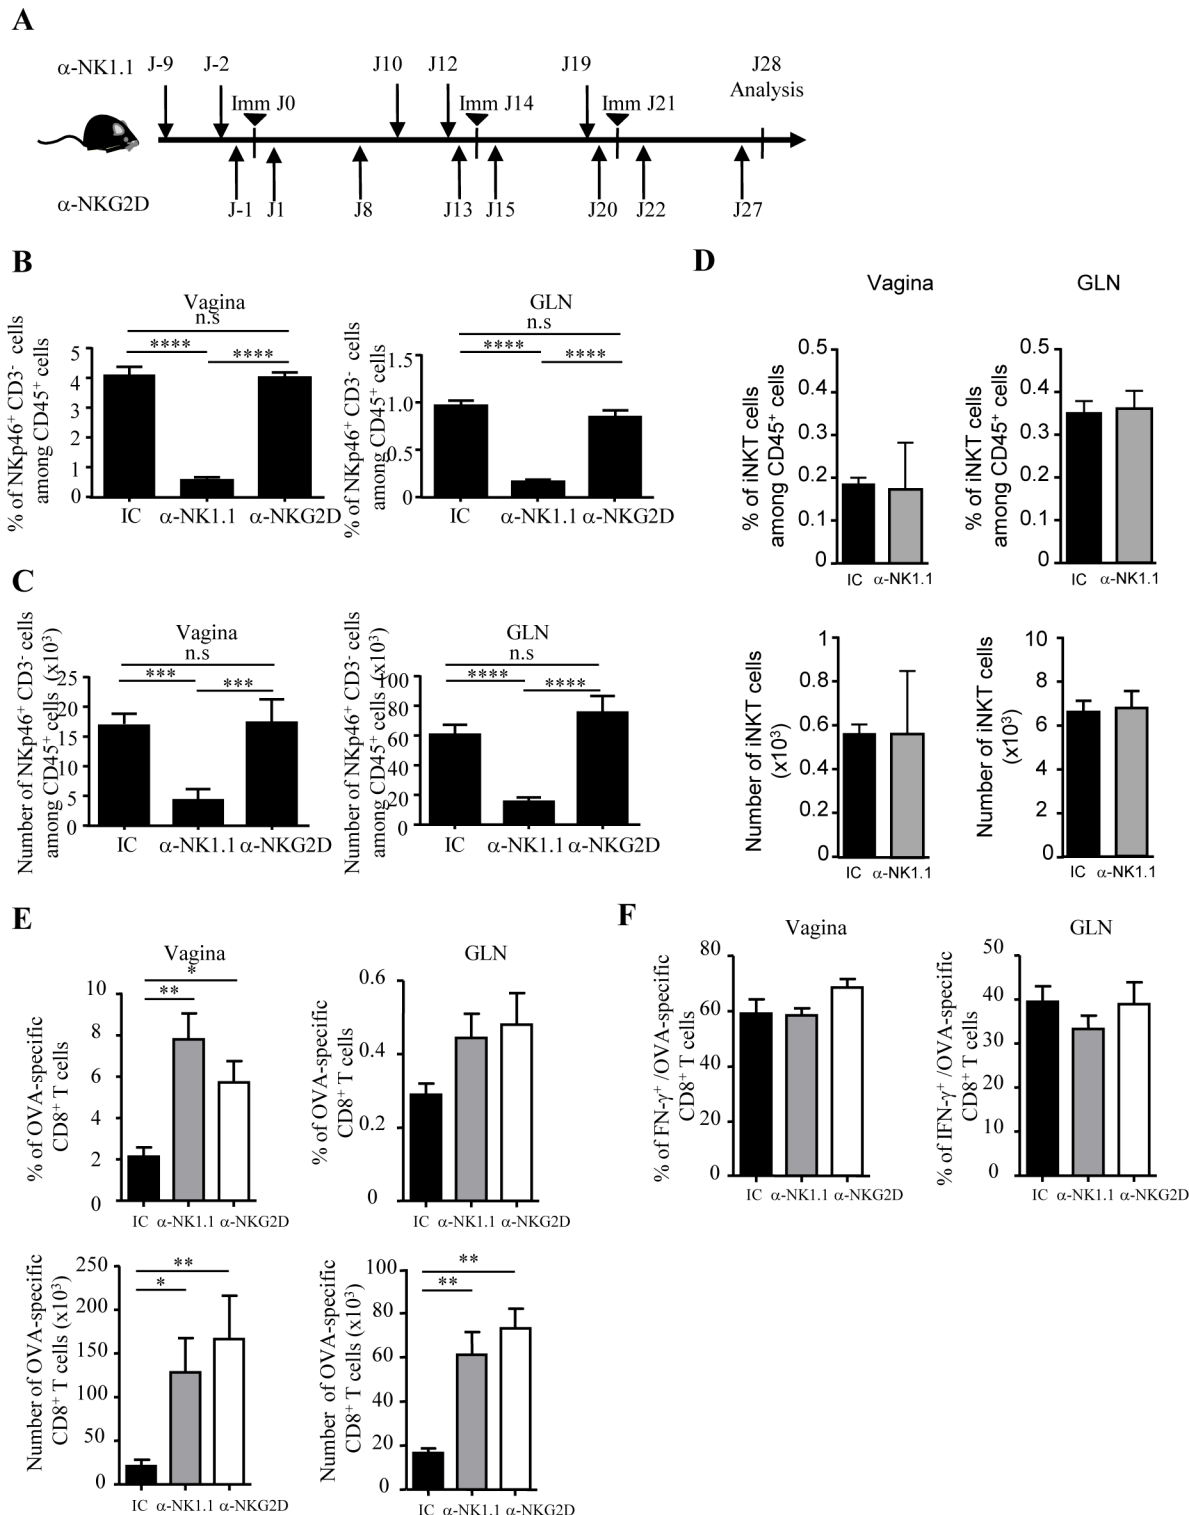 A
α-NK1.1 J-9 J-2 J10 J12 J19 J28
Analysis
Imm J0 Imm J14 Imm J21
α-NKG2D J-1 J1 J8 J13 J15 J20 J22 J27
B
Vagina
n.s
**** ****
% of NKp46⁺ CD3⁻ cells
among CD45⁺ cells
5
4
3
2
1
0
IC α-NK1.1 α-NKG2D
GLN
n.s
**** ****
% of NKp46⁺ CD3⁻ cells
among CD45⁺ cells
1.5
1.0
0.5
0
IC α-NK1.1 α-NKG2D
C
Vagina
n.s
*** ***
Number of NKp46⁺ CD3⁻ cells
among CD45⁺ cells (x10³)
25
20
15
10
5
0
IC α-NK1.1 α-NKG2D
GLN
n.s
**** ****
Number of NKp46⁺ CD3⁻ cells
among CD45⁺ cells (x10³)
100
80
60
40
20
0
IC α-NK1.1 α-NKG2D
D
Vagina GLN
% of iNKT cells
among CD45⁺ cells
0.5
0.4
0.3
0.2
0.1
0
IC α-NK1.1
% of iNKT cells
among CD45⁺ cells
0.5
0.4
0.3
0.2
0.1
0
IC α-NK1.1
Number of iNKT cells
(x10³)
1
0.8
0.6
0.4
0.2
0
IC α-NK1.1
Number of iNKT cells
(x10³)
10
8
6
4
2
0
IC α-NK1.1
E
Vagina
*
**
% of OVA-specific
CD8⁺ T cells
10
8
6
4
2
0
IC α-NK1.1 α-NKG2D
GLN
% of OVA-specific
CD8⁺ T cells
0.6
0.4
0.2
0
IC α-NK1.1 α-NKG2D
**
*
Number of OVA-specific
CD8⁺ T cells (x10³)
250
200
150
100
50
0
IC α-NK1.1 α-NKG2D
**
**
Number of OVA-specific
CD8⁺ T cells (x10³)
100
80
60
40
20
0
IC α-NK1.1 α-NKG2D
F
Vagina
% of FN-γ⁺ /OVA-specific
CD8⁺ T cells
80
60
40
20
0
IC α-NK1.1 α-NKG2D
GLN
% of IFN-γ⁺ /OVA-specific
CD8⁺ T cells
50
40
30
20
10
0
IC α-NK1.1 α-NKG2D